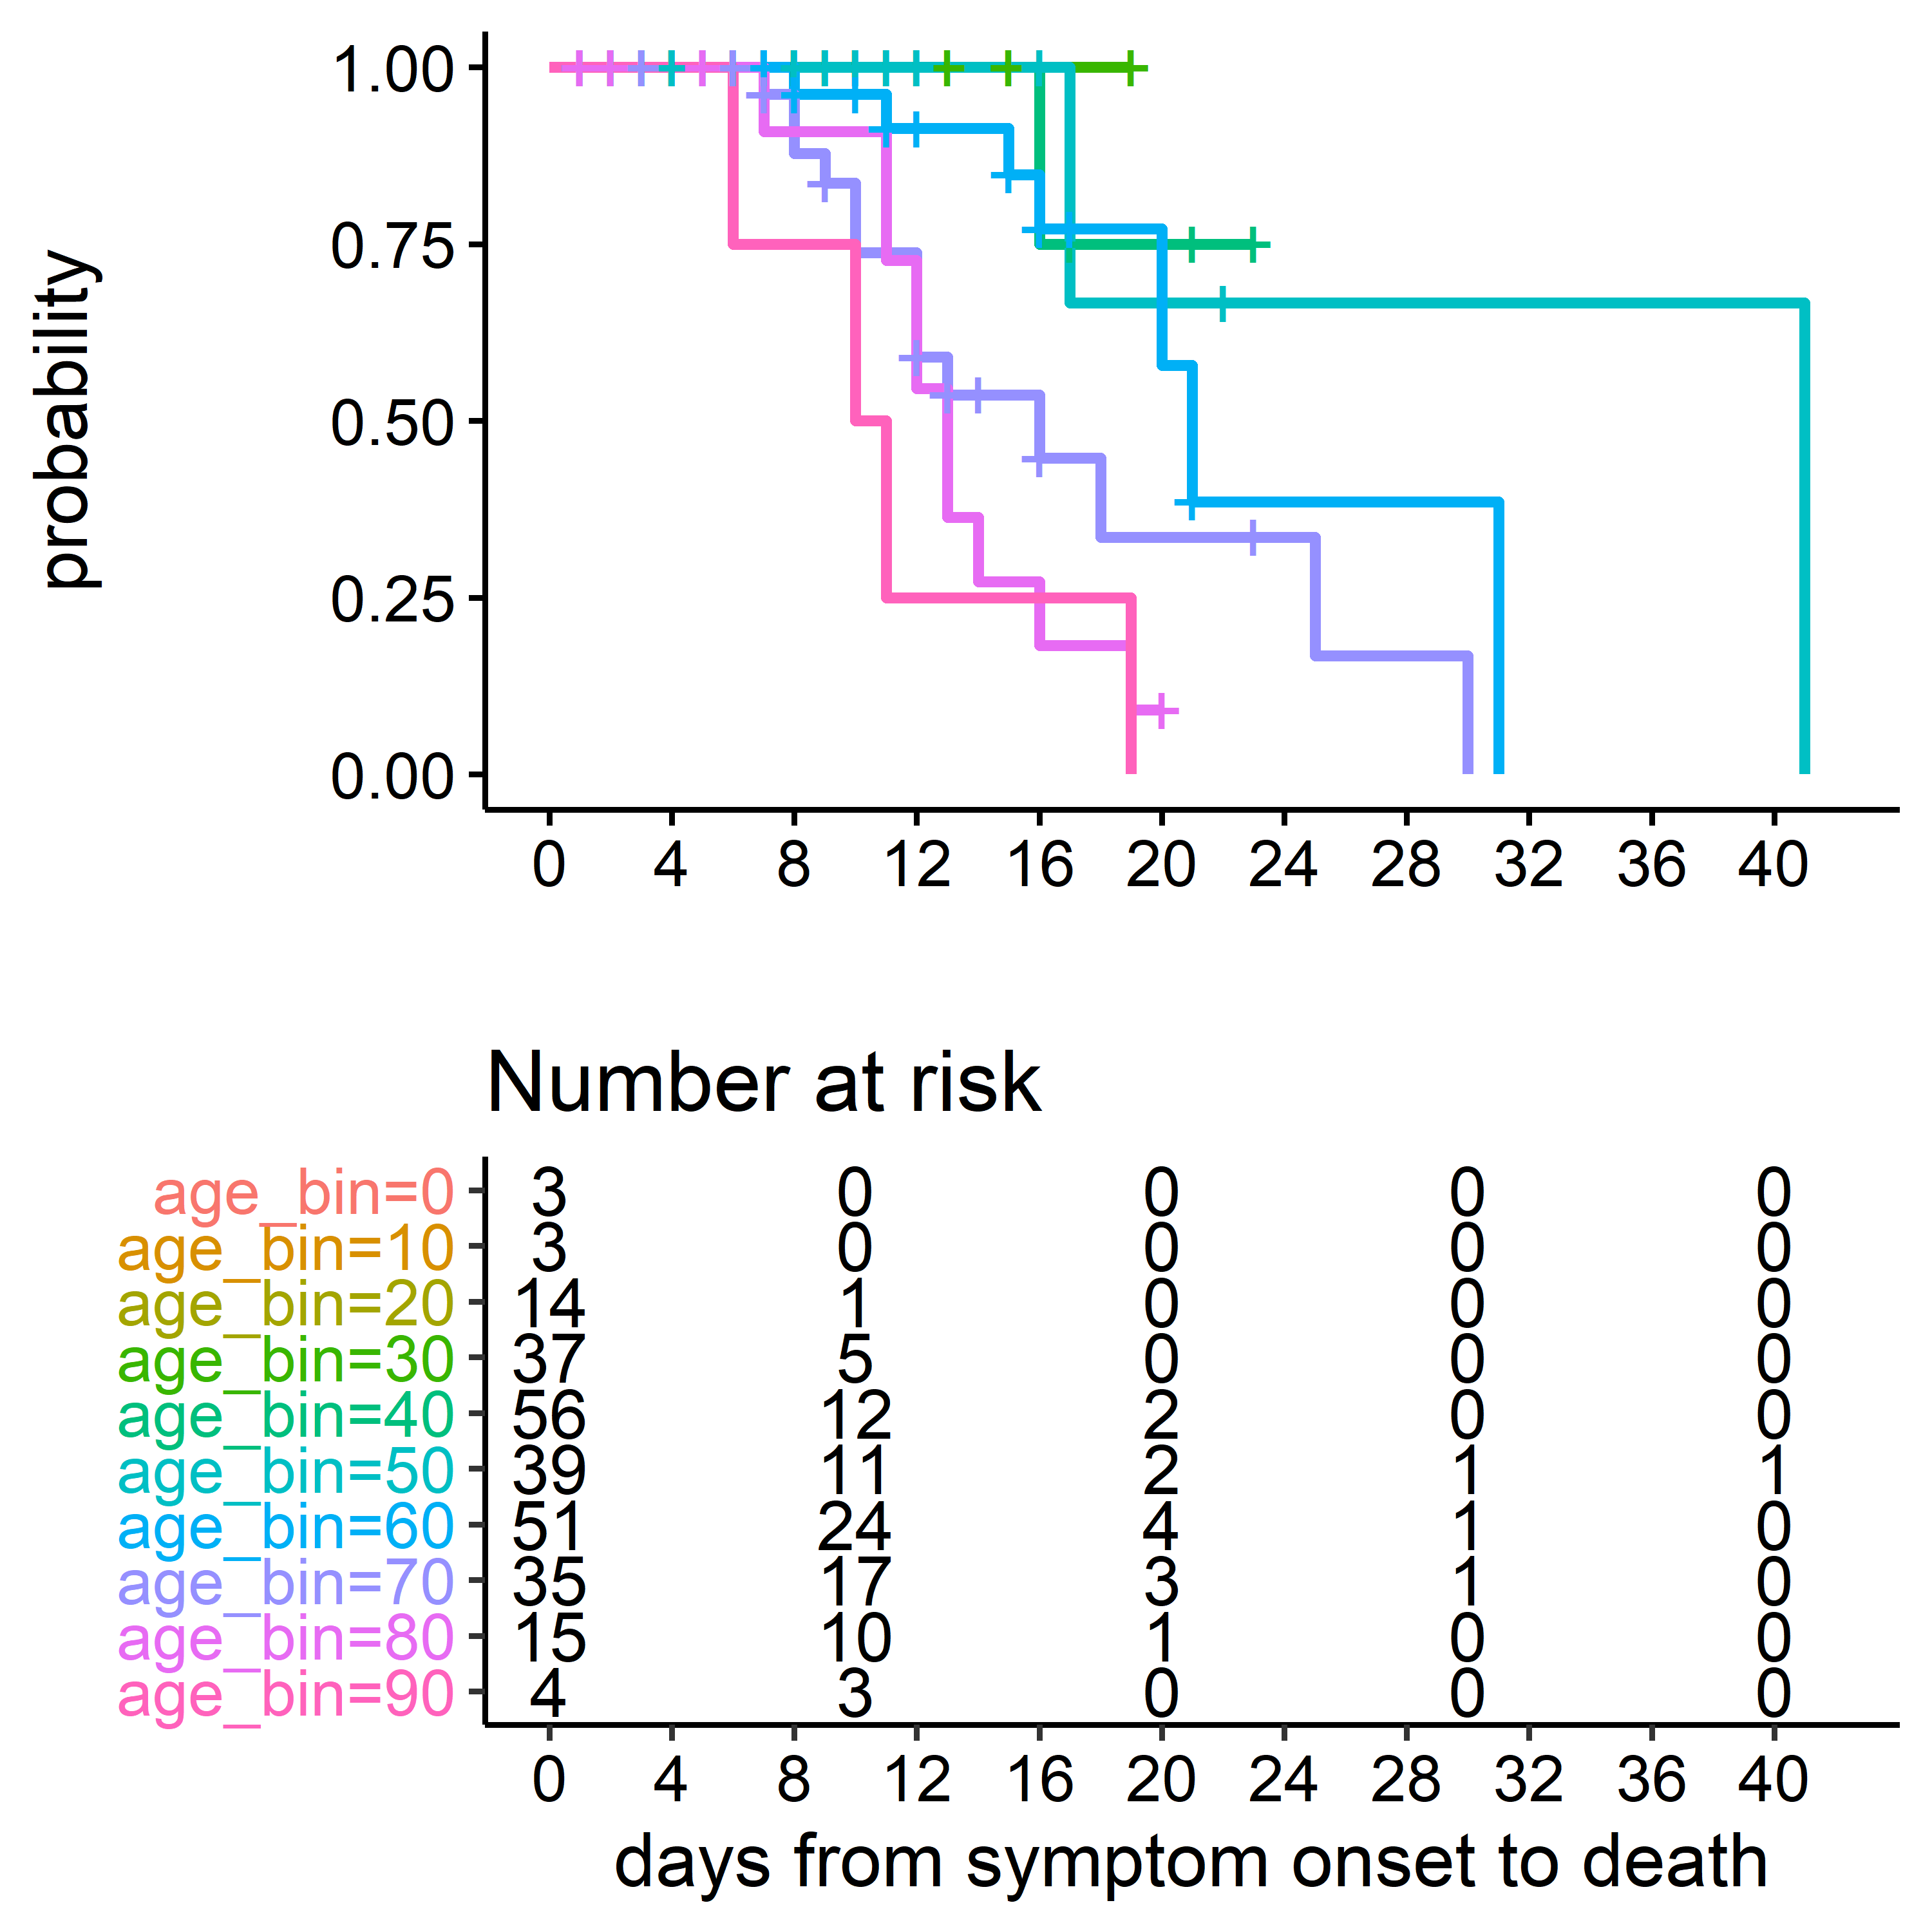 probability
1.00
0.75
0.50
0.25
0.00
0 4 8 12 16 20 24 28 32 36 40
Number at risk
age_bin=0 3 0 0 0 0
age_bin=10 3 0 0 0 0
age_bin=20 14 1 0 0 0
age_bin=30 37 5 0 0 0
age_bin=40 56 12 2 0 0
age_bin=50 39 11 2 1 1
age_bin=60 51 24 4 1 0
age_bin=70 35 17 3 1 0
age_bin=80 15 10 1 0 0
age_bin=90 4 3 0 0 0
0 4 8 12 16 20 24 28 32 36 40
days from symptom onset to death